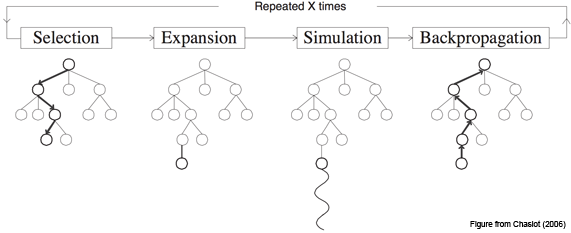 Repeated X times
Selection
Expansion
Simulation
Backpropagation
Figure from Chaslot (2006)